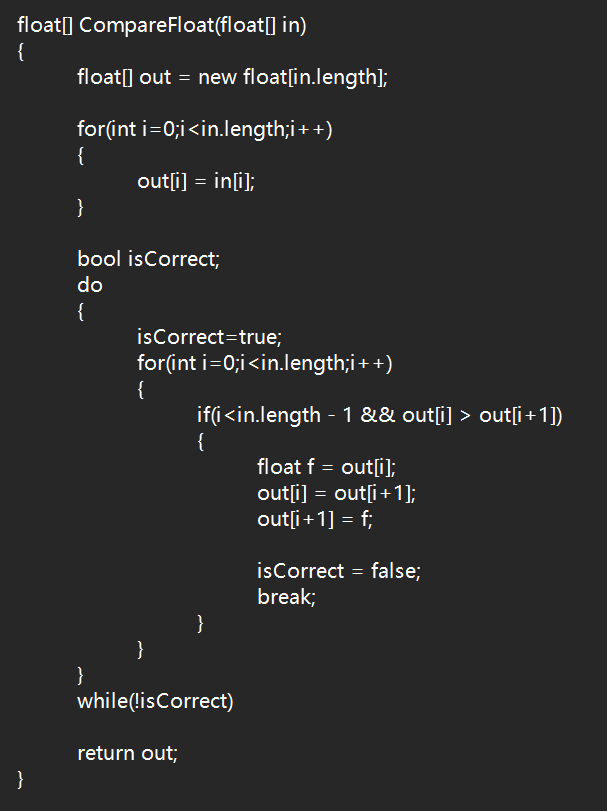 float[] CompareFloat(float[] in)
{
float[] out = new float[in.length];
for(int i=0;i<in.length;i++)
{
out[i] = in[i];
}
bool isCorrect;
do
{
isCorrect=true;
for(int i=0;i<in.length;i++)
{
if(i<in.length - 1 && out[i] > out[i+1])
{
float f = out[i];
out[i] = out[i+1];
out[i+1] = f;
isCorrect = false;
break;
}
}
}
while(!isCorrect)
return out;
}